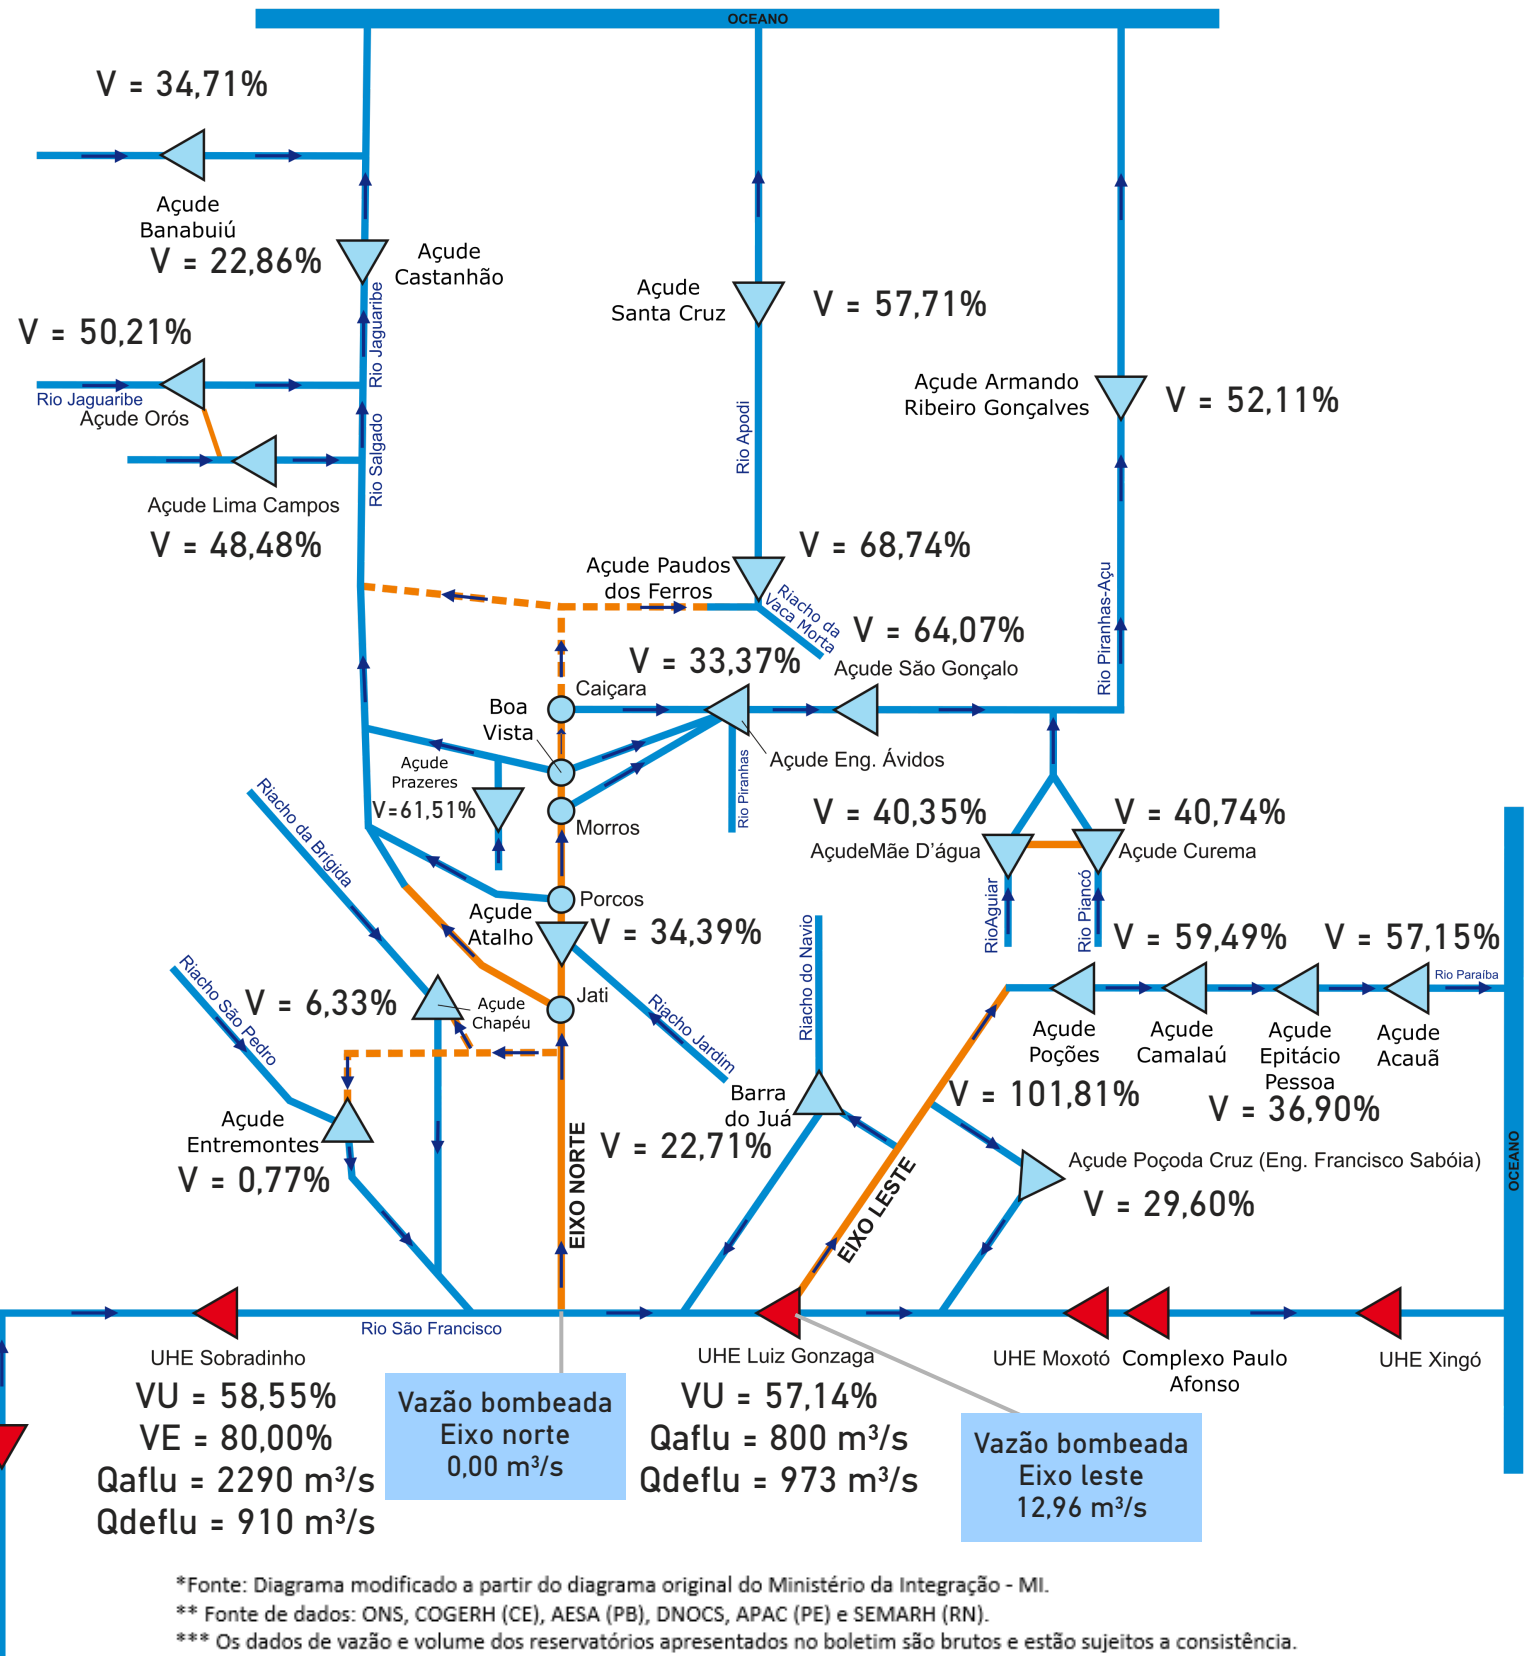 OCEANO
V = 34,71%
Açude
Banabuiú
V = 22,86%
Açude
Castanhão
Rio Jaguaribe
V = 50,21%
Rio Jaguaribe
Açude Orós
Rio Salgado
Açude Lima Campos
V = 48,48%
Açude
Santa Cruz
V = 57,71%
Rio Apodi
Açude Armando
Ribeiro Gonçalves
V = 52,11%
Rio Piranhas-Açu
Açude Paudos
dos Ferros
V = 68,74%
Riacho da
Vaca Morta
V = 64,07%
Açude São Gonçalo
V = 33,37%
Caiçara
Boa
Vista
Açude Eng. Ávidos
Rio Piranhas
Açude
Prazeres
V=61,51%
Morros
Riacho da Brígida
V = 40,35%
AçudeMãe D'água
V = 40,74%
Açude Curema
RioAguiar
Rio Piancó
Porcos
Açude
Atalho
V = 34,39%
Riacho do Navio
V = 59,49%
V = 57,15%
Rio Paraíba
Riacho São Pedro
V = 6,33%
Açude
Chapéu
Jati
Riacho Jardim
Açude
Poções
Açude
Camalaú
Açude
Epitácio
Pessoa
Açude
Acauã
V = 101,81%
V = 36,90%
Barra
do Juá
V = 22,71%
Açude
Entremontes
V = 0,77%
EIXO NORTE
EIXO LESTE
Açude Poçoda Cruz (Eng. Francisco Sabóia)
V = 29,60%
OCEANO
Rio São Francisco
UHE Sobradinho
VU = 58,55%
VE = 80,00%
Qaflu = 2290 m³/s
Qdeflu = 910 m³/s
Vazão bombeada
Eixo norte
0,00 m³/s
UHE Luiz Gonzaga
VU = 57,14%
Qaflu = 800 m³/s
Qdeflu = 973 m³/s
Vazão bombeada
Eixo leste
12,96 m³/s
UHE Moxotó
Complexo Paulo
Afonso
UHE Xingó
*Fonte: Diagrama modificado a partir do diagrama original do Ministério da Integração - MI.
** Fonte de dados: ONS, COGERH (CE), AESA (PB), DNOCS, APAC (PE) e SEMARH (RN).
*** Os dados de vazão e volume dos reservatórios apresentados no boletim são brutos e estão sujeitos a consistência.